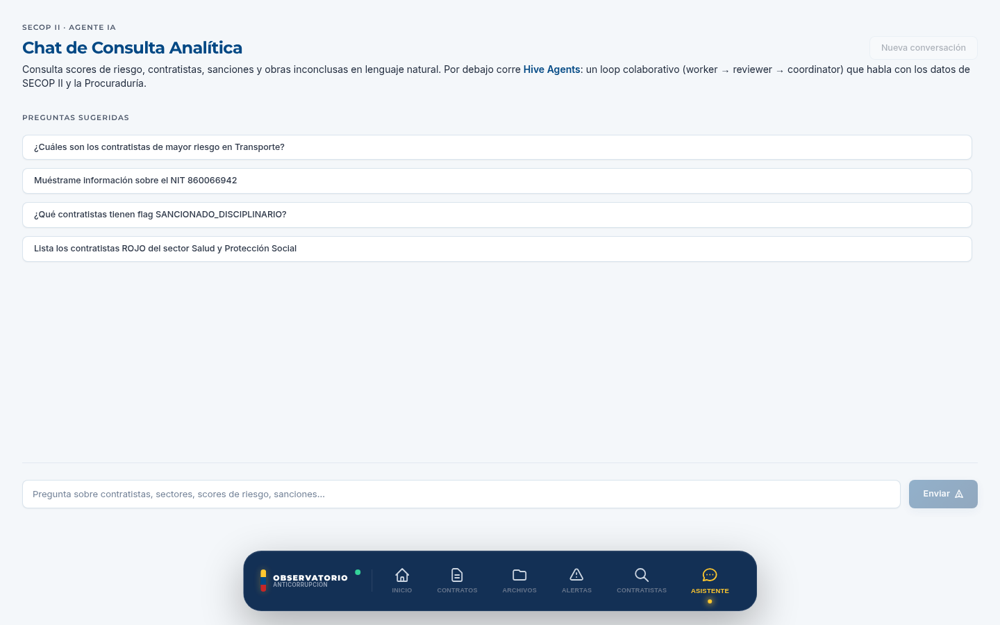 SECOP II · AGENTE IA
Chat de Consulta Analítica
Nueva conversación
Consulta scores de riesgo, contratistas, sanciones y obras inconclusas en lenguaje natural. Por debajo corre Hive Agents: un loop colaborativo (worker → reviewer → coordinator) que habla con los datos de
SECOP II y la Procuraduría.
PREGUNTAS SUGERIDAS
¿Cuáles son los contratistas de mayor riesgo en Transporte?
Muéstrame información sobre el NIT 860066942
¿Qué contratistas tienen flag SANCIONADO_DISCIPLINARIO?
Lista los contratistas ROJO del sector Salud y Protección Social
Pregunta sobre contratistas, sectores, scores de riesgo, sanciones...
Enviar
OBSERVATORIO
ANTICORRUPCIÓN
INICIO
CONTRATOS
ARCHIVOS
ALERTAS
CONTRATISTAS
ASISTENTE